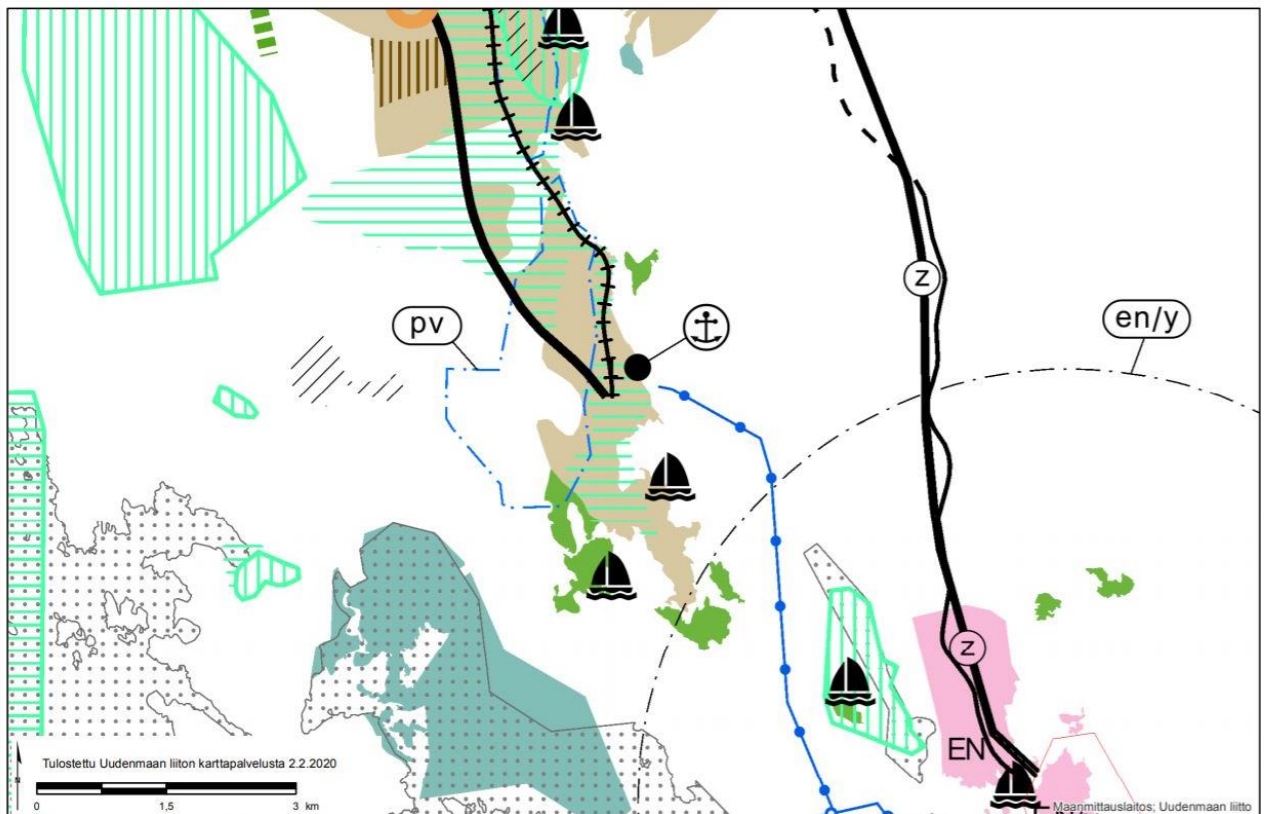 pv
en/y
z
z
EN
Tulostettu Uudenmaan liiton karttapalvelusta 2.2.2020
0 1,5 3 km
Maanmittauslaitos; Uudenmaan liitto